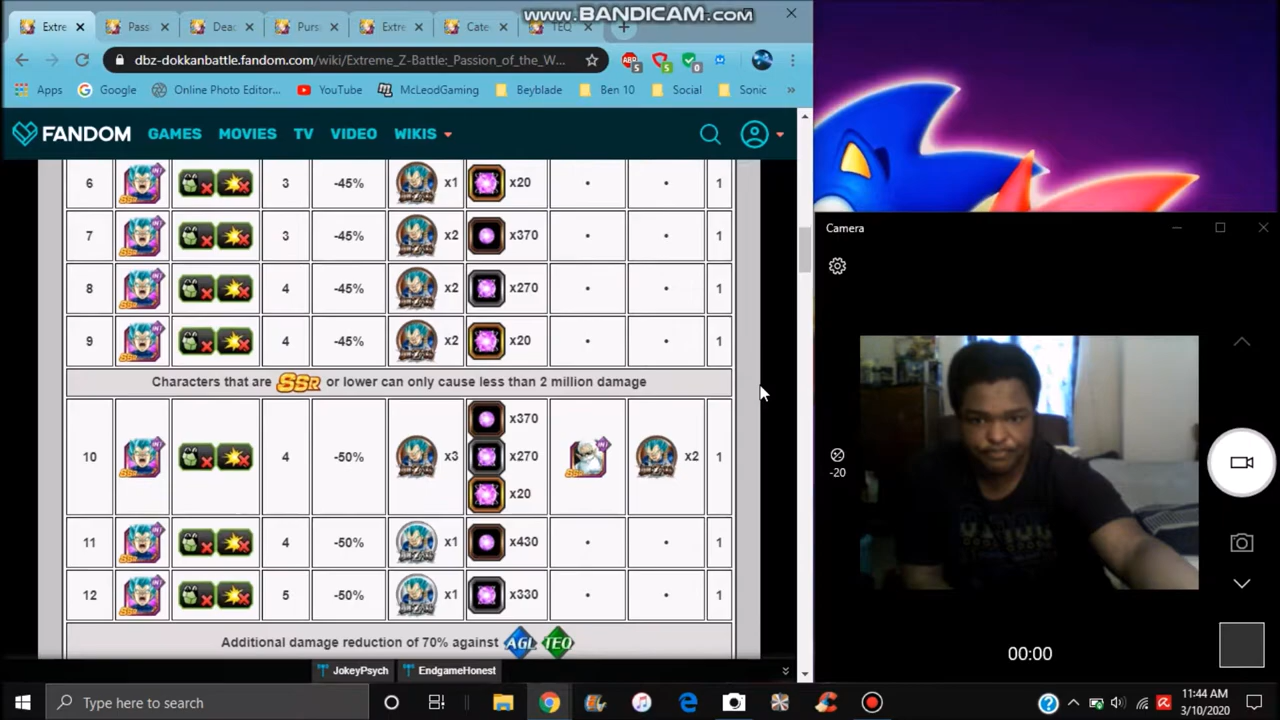 www.BANDICAM.com
Extre
Pass
Dead
Purs
Extre
Cate
TEQ
dbz-dokkanbattle.fandom.com/wiki/Extreme_Z-Battle:_Passion_of_the_W...
ABP 5
5
0
Apps
Google
Online Photo Editor...
YouTube
McLeodGaming
Beyblade
Ben 10
Social
Sonic
»
FANDOM GAMES MOVIES TV VIDEO WIKIS
6 3 -45% x1 x20 • • 1
7 3 -45% x2 x370 • • 1
8 4 -45% x2 x270 • • 1
9 4 -45% x2 x20 • • 1
Characters that are SSR or lower can only cause less than 2 million damage
10 4 -50% x3 x370 x270 x20 x2 1
11 4 -50% x1 x430 • • 1
12 5 -50% x1 x330 • • 1
Additional damage reduction of 70% against AGL TEQ
JokeyPsych
EndgameHonest
Camera
-20
00:00
Type here to search
11:44 AM
3/10/2020